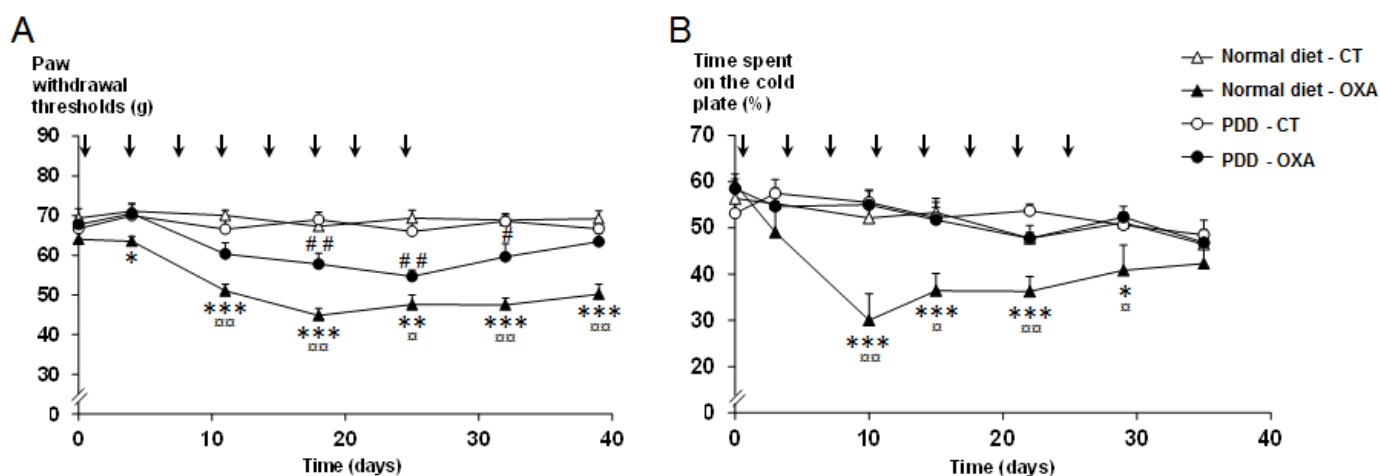 A
Paw
withdrawal
thresholds (g)
90
80
70
60
50
40
30
0
# #
# #
#
*
***
¤¤
***
¤¤
**
¤
***
¤¤
***
¤¤
0 10 20 30 40
Time (days)
B
Time spent
on the cold
plate (%)
60
50
40
30
20
0
***
¤¤
***
¤
***
¤¤
*
¤
0 10 20 30 40
Time (days)
Normal diet - CT
Normal diet - OXA
PDD - CT
PDD - OXA